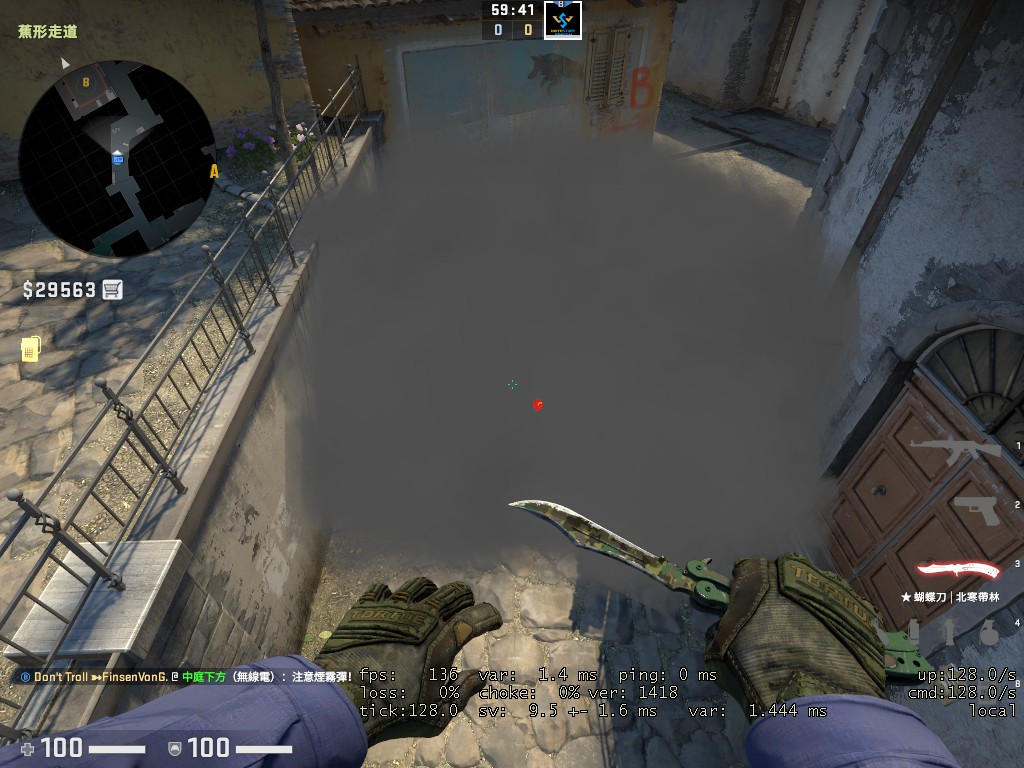 蕉形走道
59:41
0 0
B
B
B
A
$29563
1
2
3
★ 蝴蝶刀 | 北寒帶林
4
Ⓑ Don't Troll ➳FinsenVonG. @ 中庭下方 (無線電) : 注意煙霧彈!
fps: 136 var: 1.4 ms ping: 0 ms
loss: 0% choke: 0% ver: 1418
tick:128.0 sv: 9.5 +- 1.6 ms var: 1.444 ms
up:128.0/s
cmd:128.0/s
local
100 100